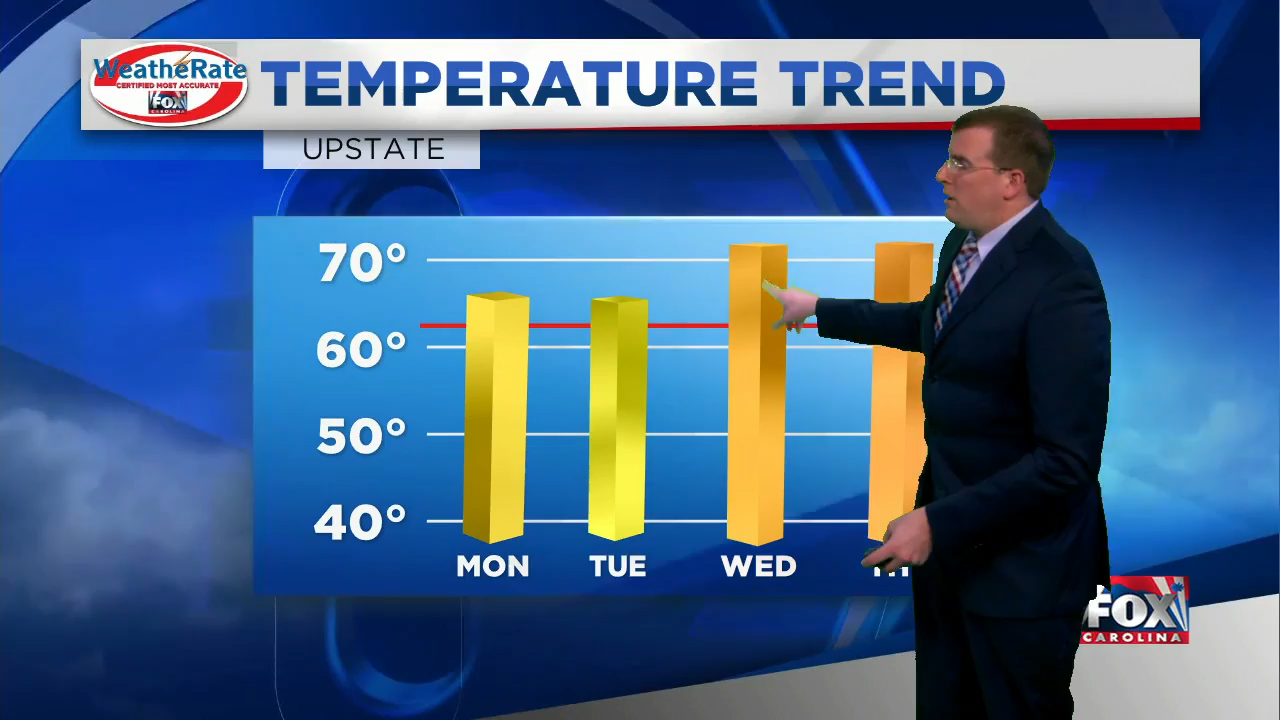 WeatheRate
CERTIFIED MOST ACCURATE
FOX
CAROLINA
TEMPERATURE TREND
UPSTATE
70°
60°
50°
40°
MON TUE WED
FOX
CAROLINA